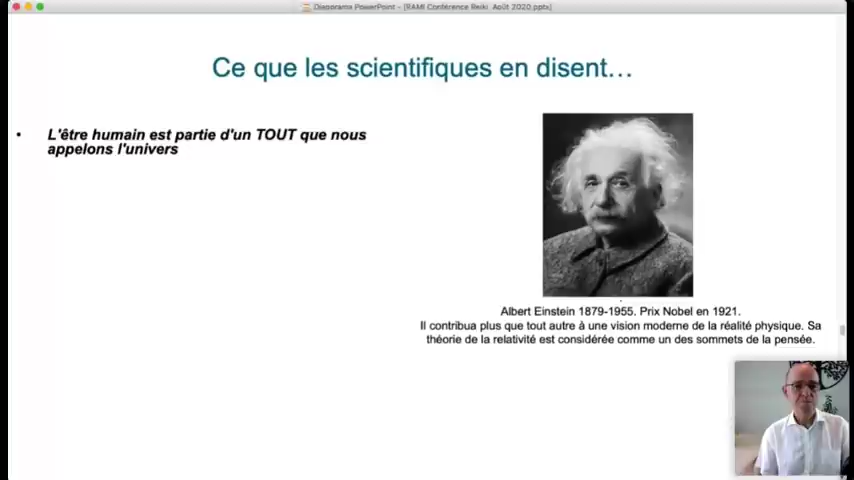 Diaporama PowerPoint - [RAMI Conférence Reiki Août 2020.pptx]
Ce que les scientifiques en disent…
• L'être humain est partie d'un TOUT que nous
appelons l'univers
Albert Einstein 1879-1955. Prix Nobel en 1921.
Il contribua plus que tout autre à une vision moderne de la réalité physique. Sa
théorie de la relativité est considérée comme un des sommets de la pensée.